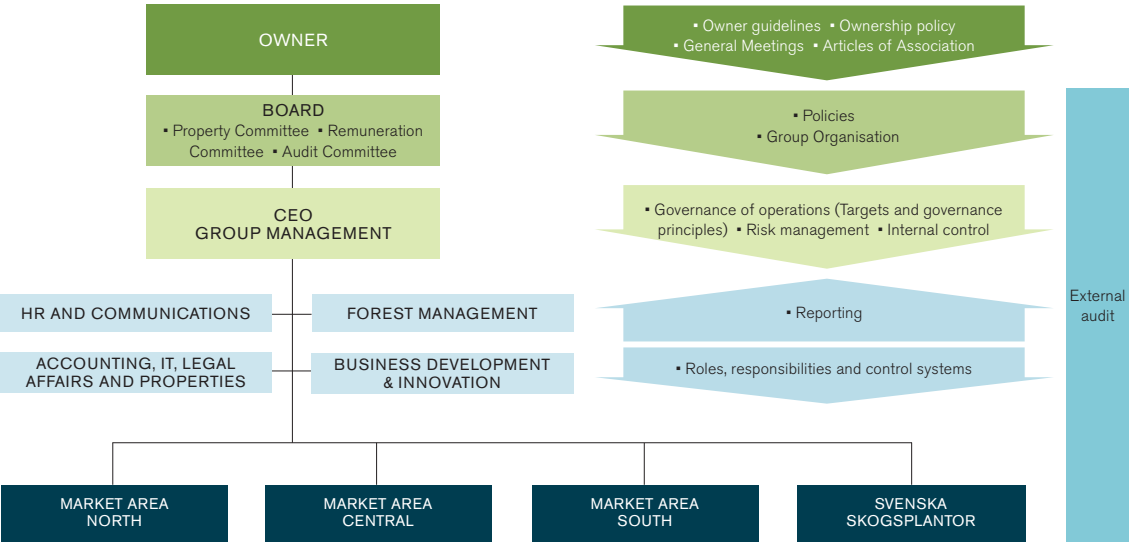 OWNER
BOARD
▪ Property Committee ▪ Remuneration
Committee ▪ Audit Committee
CEO
GROUP MANAGEMENT
HR AND COMMUNICATIONS
FOREST MANAGEMENT
ACCOUNTING, IT, LEGAL
AFFAIRS AND PROPERTIES
BUSINESS DEVELOPMENT
& INNOVATION
MARKET AREA
NORTH
MARKET AREA
CENTRAL
MARKET AREA
SOUTH
SVENSKA
SKOGSPLANTOR
▪ Owner guidelines ▪ Ownership policy
▪ General Meetings ▪ Articles of Association
▪ Policies
▪ Group Organisation
▪ Governance of operations (Targets and governance
principles) ▪ Risk management ▪ Internal control
▪ Reporting
▪ Roles, responsibilities and control systems
External
audit